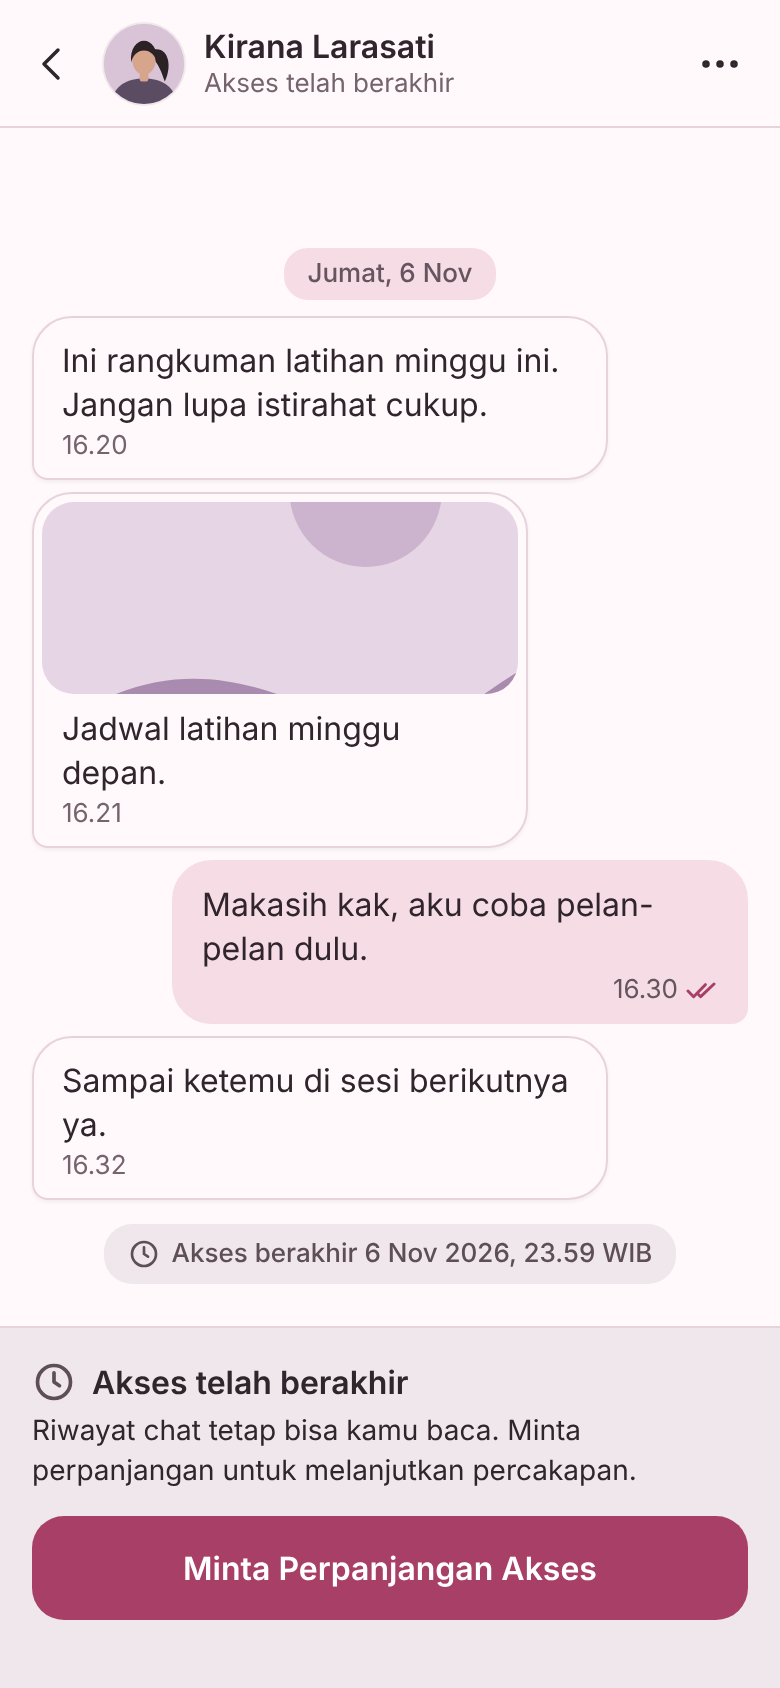 Kirana Larasati
Akses telah berakhir
Jumat, 6 Nov
Ini rangkuman latihan minggu ini.
Jangan lupa istirahat cukup.
16.20
Jadwal latihan minggu
depan.
16.21
Makasih kak, aku coba pelan-
pelan dulu.
16.30
Sampai ketemu di sesi berikutnya
ya.
16.32
Akses berakhir 6 Nov 2026, 23.59 WIB
Akses telah berakhir
Riwayat chat tetap bisa kamu baca. Minta
perpanjangan untuk melanjutkan percakapan.
Minta Perpanjangan Akses